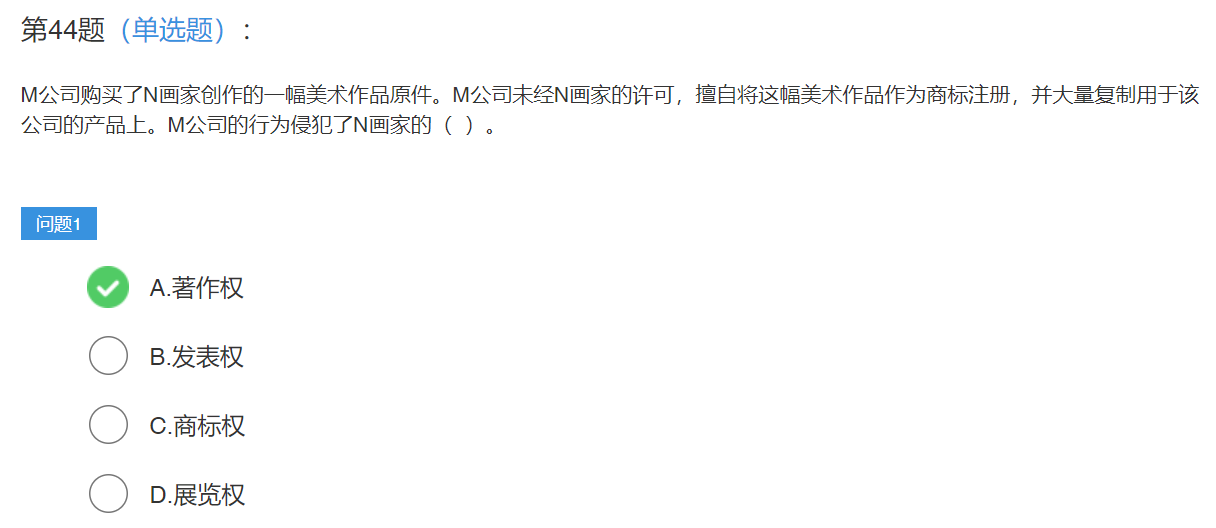 第44题（单选题）：
M公司购买了N画家创作的一幅美术作品原件。M公司未经N画家的许可，擅自将这幅美术作品作为商标注册，并大量复制用于该
公司的产品上。M公司的行为侵犯了N画家的（  ）。
问题1
A.著作权
B.发表权
C.商标权
D.展览权